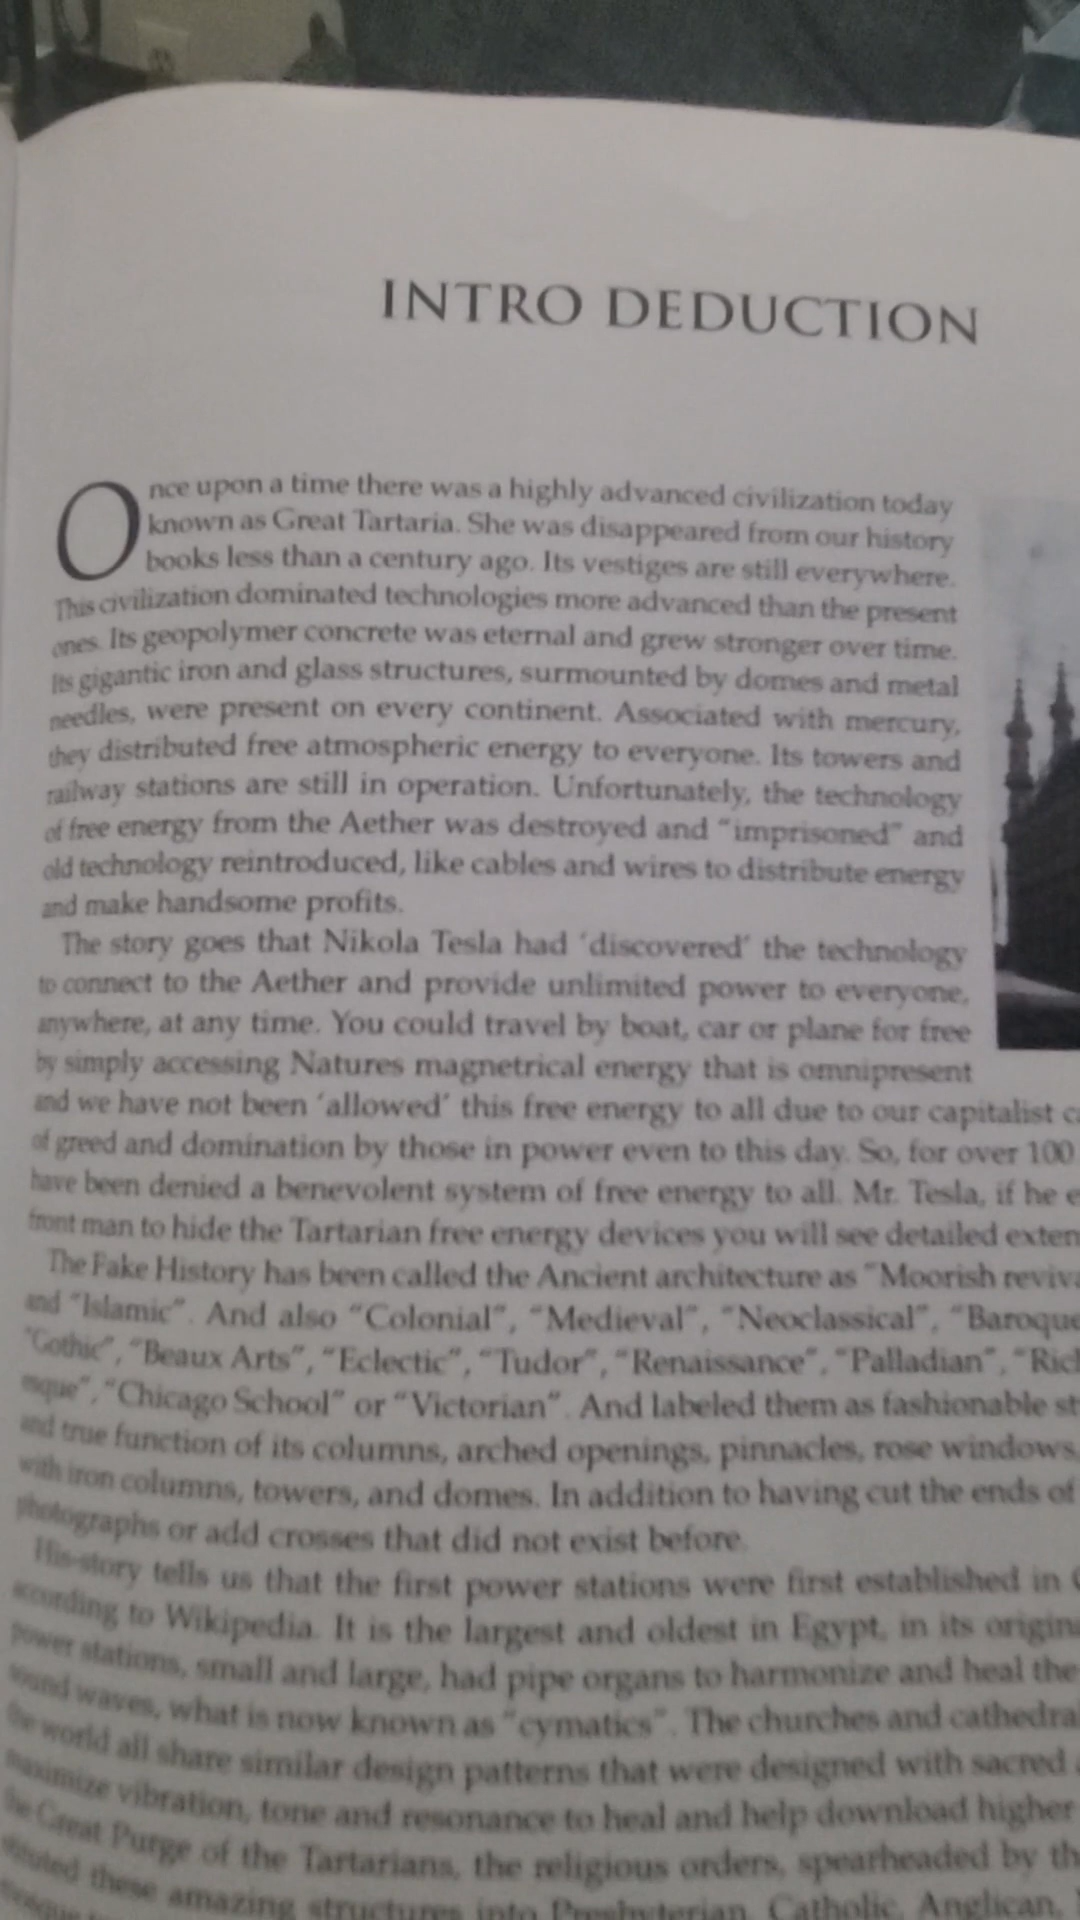 INTRO DEDUCTION
Once upon a time there was a highly advanced civilization today
known as Great Tartaria. She was disappeared from our history
books less than a century ago. Its vestiges are still everywhere.
This civilization dominated technologies more advanced than the present
ones. Its geopolymer concrete was eternal and grew stronger over time.
Its gigantic iron and glass structures, surmounted by domes and metal
needles, were present on every continent. Associated with mercury,
they distributed free atmospheric energy to everyone. Its towers and
railway stations are still in operation. Unfortunately, the technology
of free energy from the Aether was destroyed and “imprisoned” and
old technology reintroduced, like cables and wires to distribute energy
and make handsome profits.
The story goes that Nikola Tesla had ‘discovered’ the technology
to connect to the Aether and provide unlimited power to everyone,
anywhere, at any time. You could travel by boat, car or plane for free
by simply accessing Natures magnetrical energy that is omnipresent
and we have not been ‘allowed’ this free energy to all due to our capitalist
of greed and domination by those in power even to this day. So, for over 100
have been denied a benevolent system of free energy to all. Mr. Tesla, if he
front man to hide the Tartarian free energy devices you will see detailed
The Fake History has been called the Ancient architecture as “Moorish
and “Islamic”. And also “Colonial”, “Medieval”, “Neoclassical”, “Baroque
“Gothic”, “Beaux Arts”, “Eclectic”, “Tudor”, “Renaissance”, “Palladian”,
esque”, “Chicago School” or “Victorian”. And labeled them as fashionable
and true function of its columns, arched openings, pinnacles, rose windows,
with iron columns, towers, and domes. In addition to having cut the ends of
photographs or add crosses that did not exist before.
His-story tells us that the first power stations were first established in
according to Wikipedia. It is the largest and oldest in Egypt, in its
power stations, small and large, had pipe organs to harmonize and heal the
sound waves, what is now known as “cymatics”. The churches and
the world all share similar design patterns that were designed with sacred
maximize vibration, tone and resonance to heal and help download higher
the Great Purge of the Tartarians, the religious orders, spearheaded by
these amazing structures into Presbyterian, Catholic, Anglican,